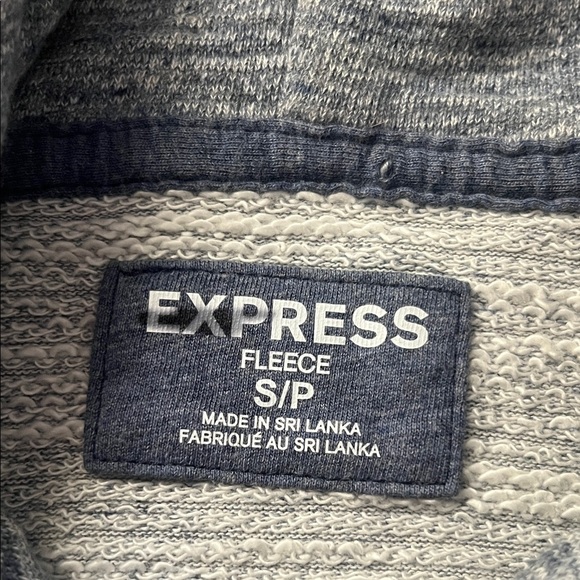 EXPRESS
FLEECE
S/P
MADE IN SRI LANKA
FABRIQUÉ AU SRI LANKA